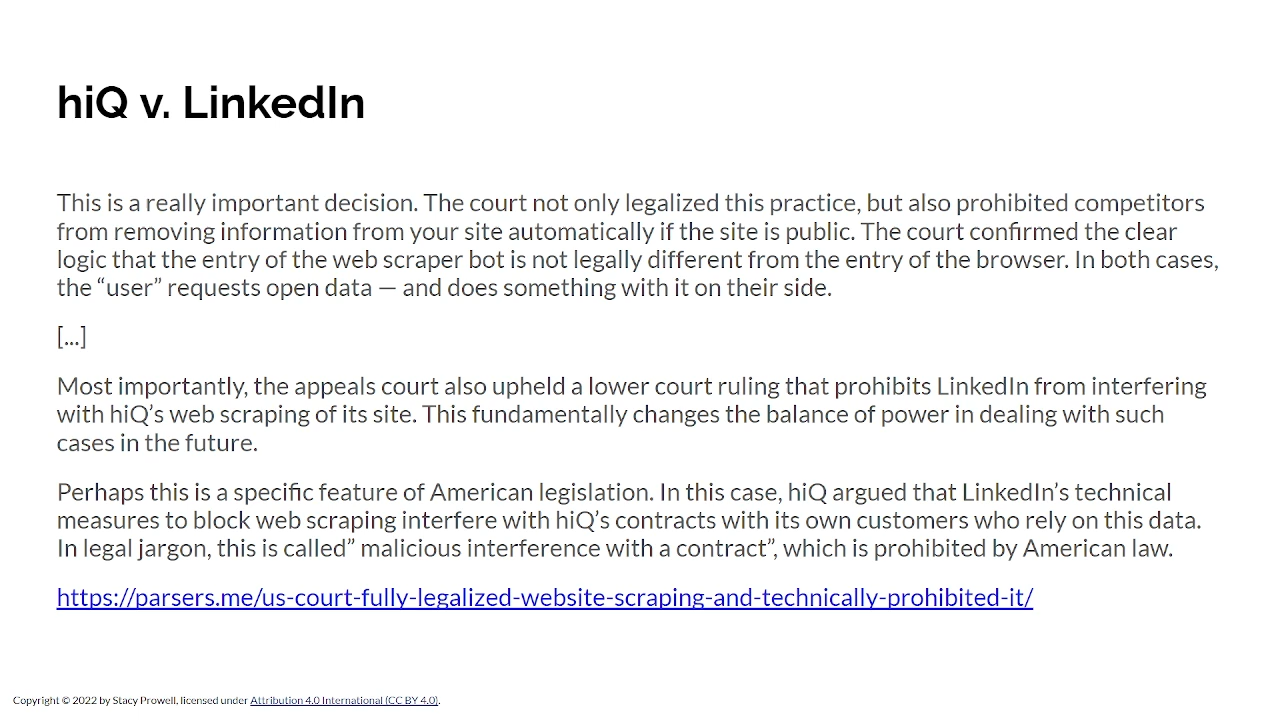 hiQ v. LinkedIn
This is a really important decision. The court not only legalized this practice, but also prohibited competitors
from removing information from your site automatically if the site is public. The court confirmed the clear
logic that the entry of the web scraper bot is not legally different from the entry of the browser. In both cases,
the “user” requests open data — and does something with it on their side.
[...]
Most importantly, the appeals court also upheld a lower court ruling that prohibits LinkedIn from interfering
with hiQ’s web scraping of its site. This fundamentally changes the balance of power in dealing with such
cases in the future.
Perhaps this is a specific feature of American legislation. In this case, hiQ argued that LinkedIn’s technical
measures to block web scraping interfere with hiQ’s contracts with its own customers who rely on this data.
In legal jargon, this is called” malicious interference with a contract”, which is prohibited by American law.
https://parsers.me/us-court-fully-legalized-website-scraping-and-technically-prohibited-it/
Copyright © 2022 by Stacy Prowell, licensed under Attribution 4.0 International (CC BY 4.0).